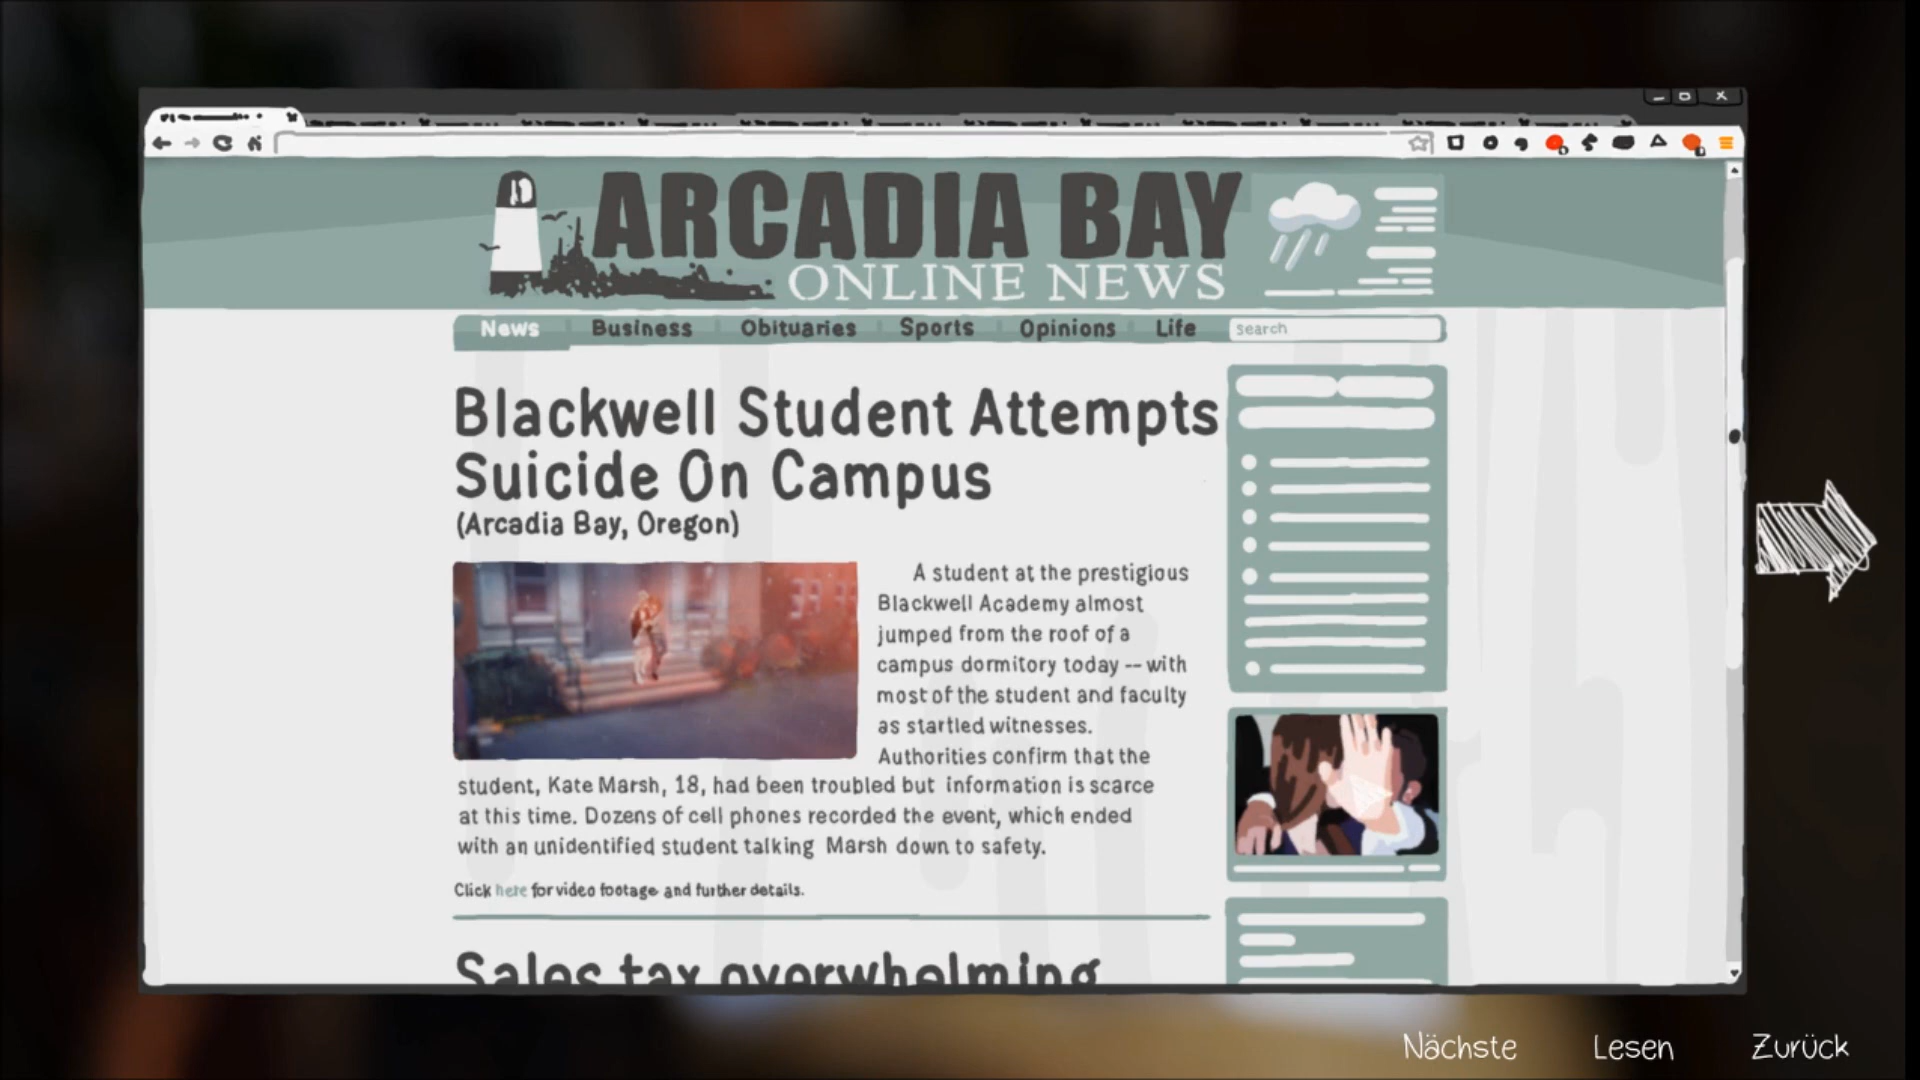 ARCADIA BAY
ONLINE NEWS
News Business Obituaries Sports Opinions Life search
Blackwell Student Attempts
Suicide On Campus
(Arcadia Bay, Oregon)
A student at the prestigious
Blackwell Academy almost
jumped from the roof of a
campus dormitory today -- with
most of the student and faculty
as startled witnesses.
Authorities confirm that the
student, Kate Marsh, 18, had been troubled but information is scarce
at this time. Dozens of cell phones recorded the event, which ended
with an unidentified student talking Marsh down to safety.
Click here for video footage and further details.
Sales tax overwhelming
Nächste Lesen Zurück